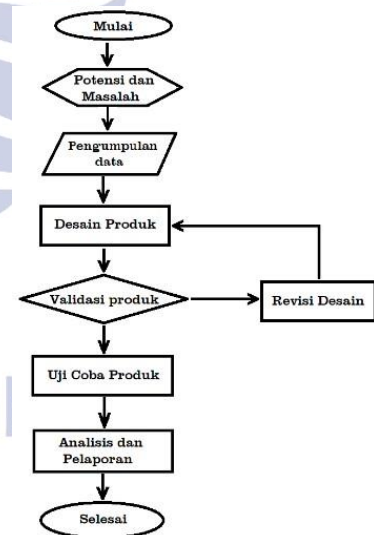 Mulai
Potensi dan
Masalah
Pengumpulan
data
Desain Produk
Validasi produk
Revisi Desain
Uji Coba Produk
Analisis dan
Pelaporan
Selesai